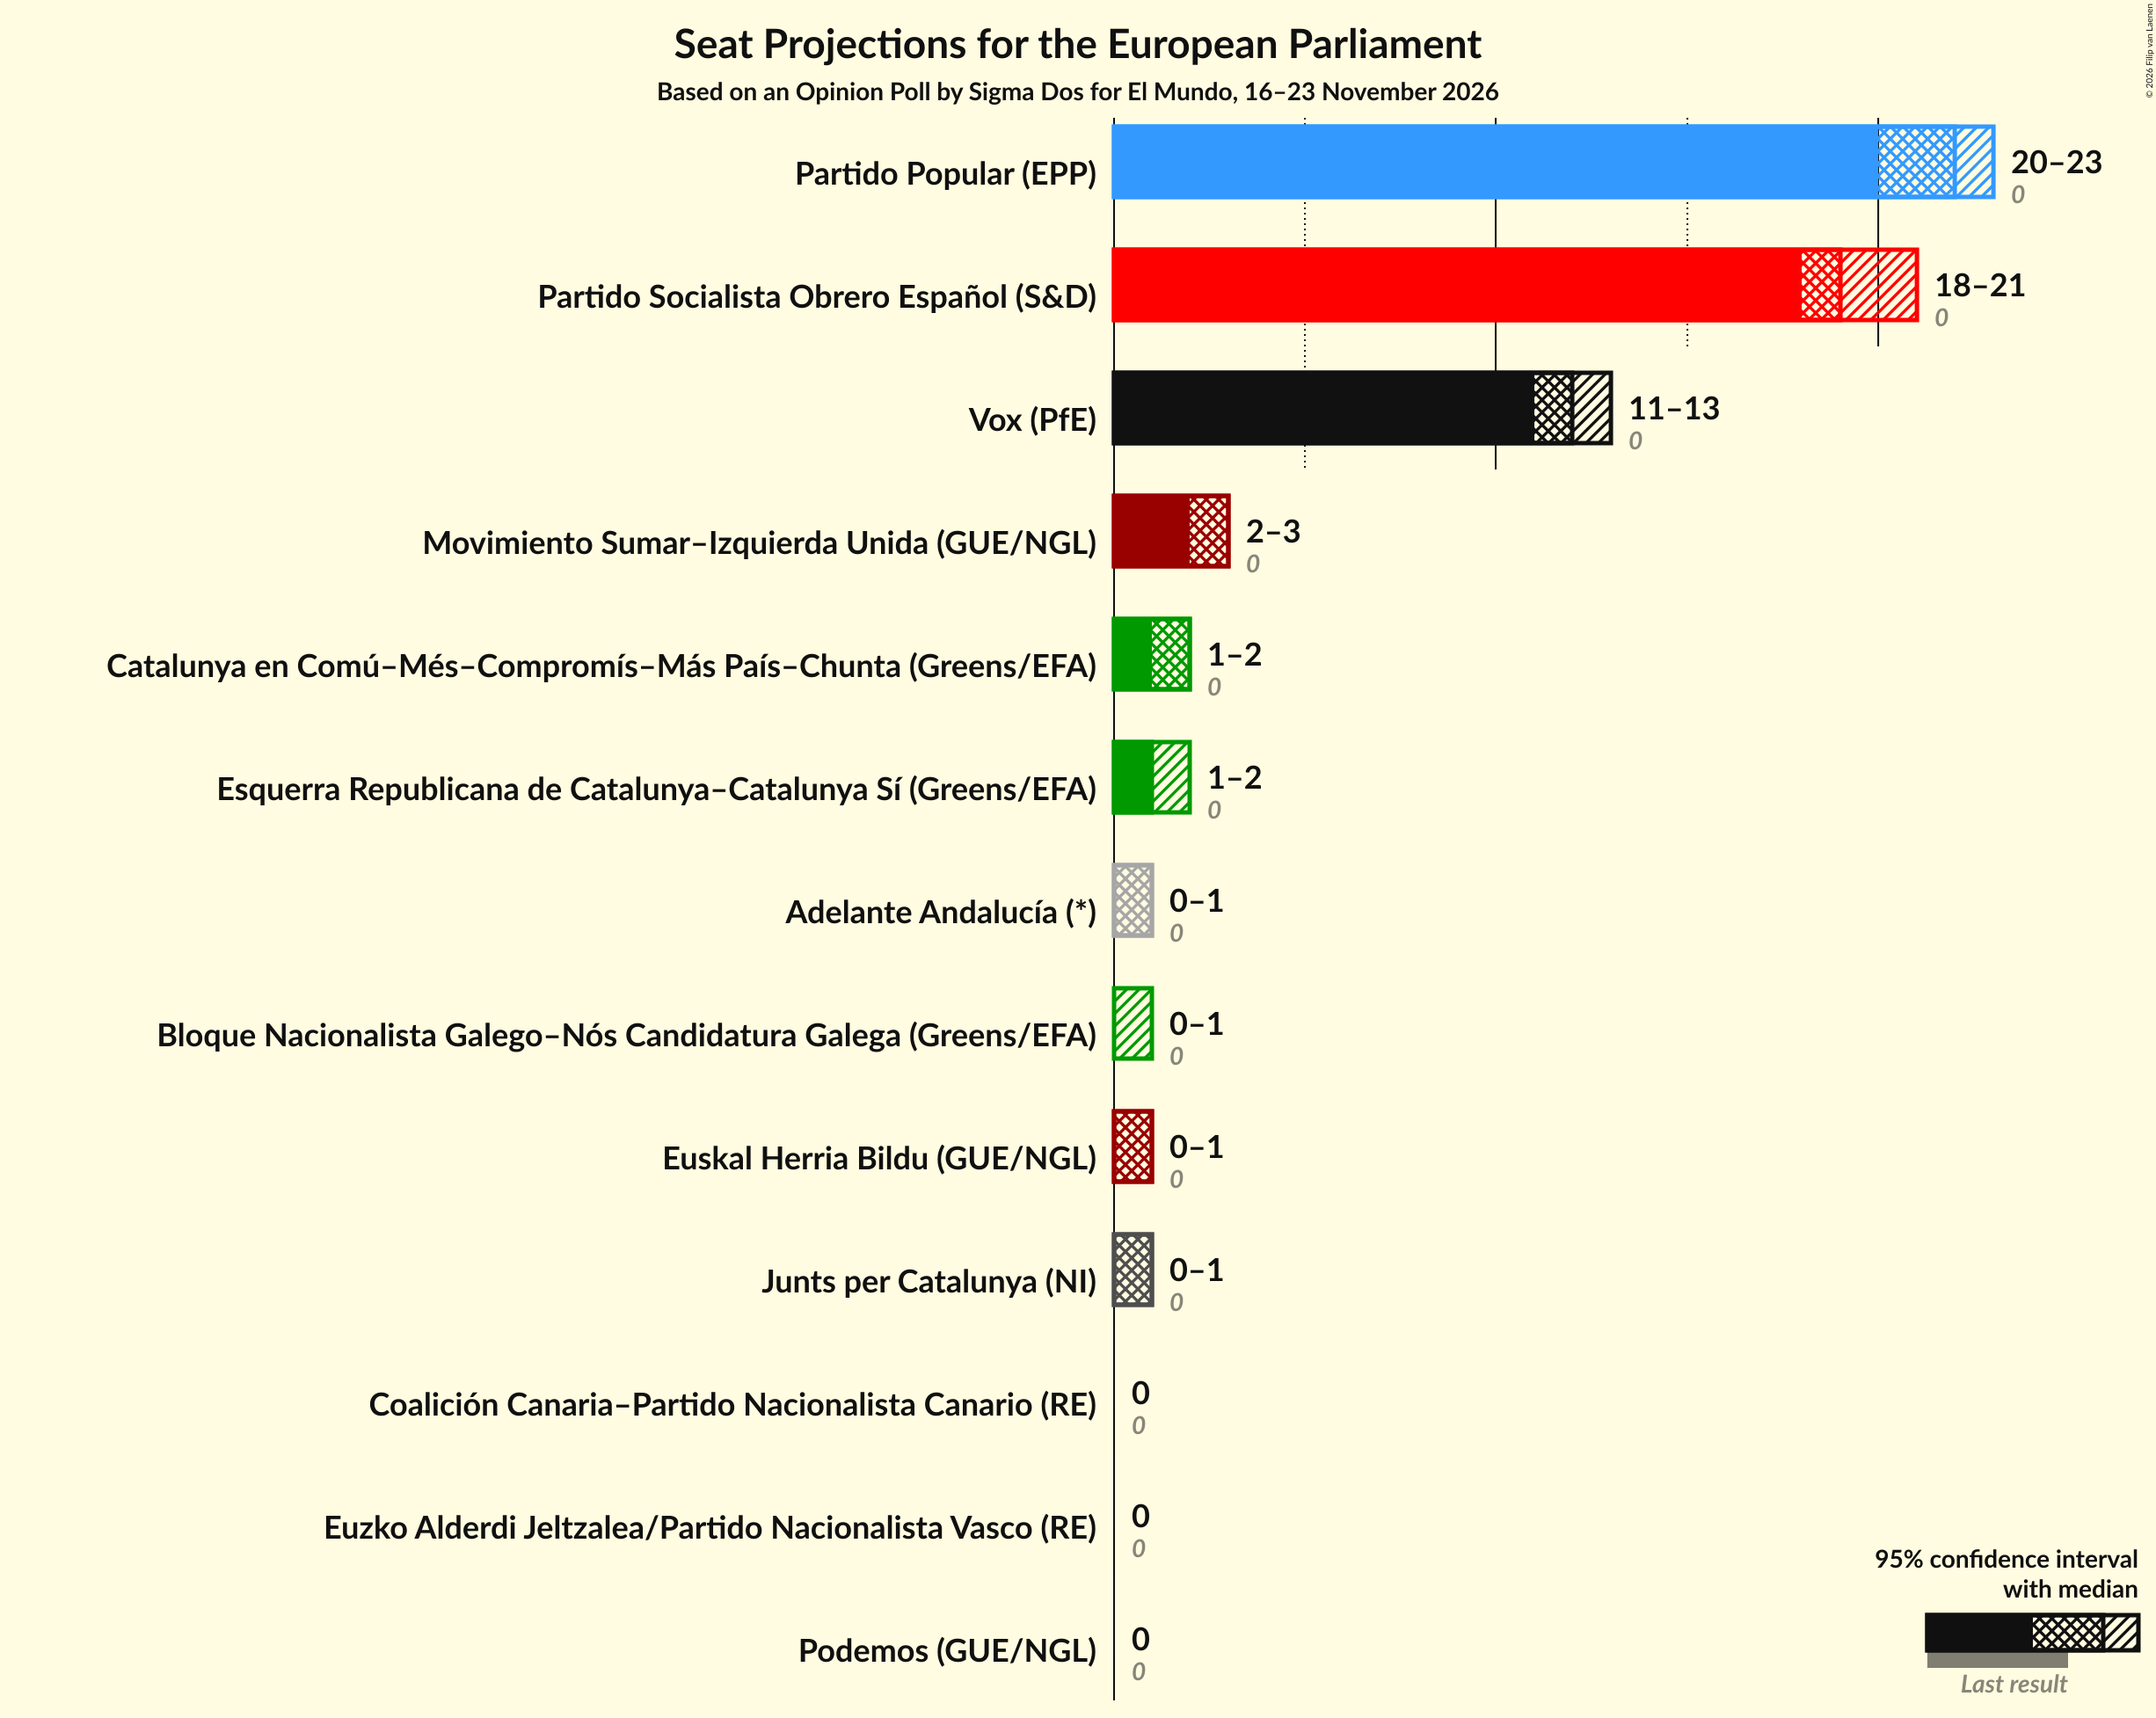 Seat Projections for the European Parliament
Based on an Opinion Poll by Sigma Dos for El Mundo, 16–23 November 2026
© 2026 Filip van Laenen
Partido Popular (EPP)
20–23
0
Partido Socialista Obrero Español (S&D)
18–21
0
Vox (PfE)
11–13
0
Movimiento Sumar–Izquierda Unida (GUE/NGL)
2–3
0
Catalunya en Comú–Més–Compromís–Más País–Chunta (Greens/EFA)
1–2
0
Esquerra Republicana de Catalunya–Catalunya Sí (Greens/EFA)
1–2
0
Adelante Andalucía (*)
0–1
0
Bloque Nacionalista Galego–Nós Candidatura Galega (Greens/EFA)
0–1
0
Euskal Herria Bildu (GUE/NGL)
0–1
0
Junts per Catalunya (NI)
0–1
0
Coalición Canaria–Partido Nacionalista Canario (RE)
0
0
Euzko Alderdi Jeltzalea/Partido Nacionalista Vasco (RE)
0
0
Podemos (GUE/NGL)
0
0
95% confidence interval
with median
Last result